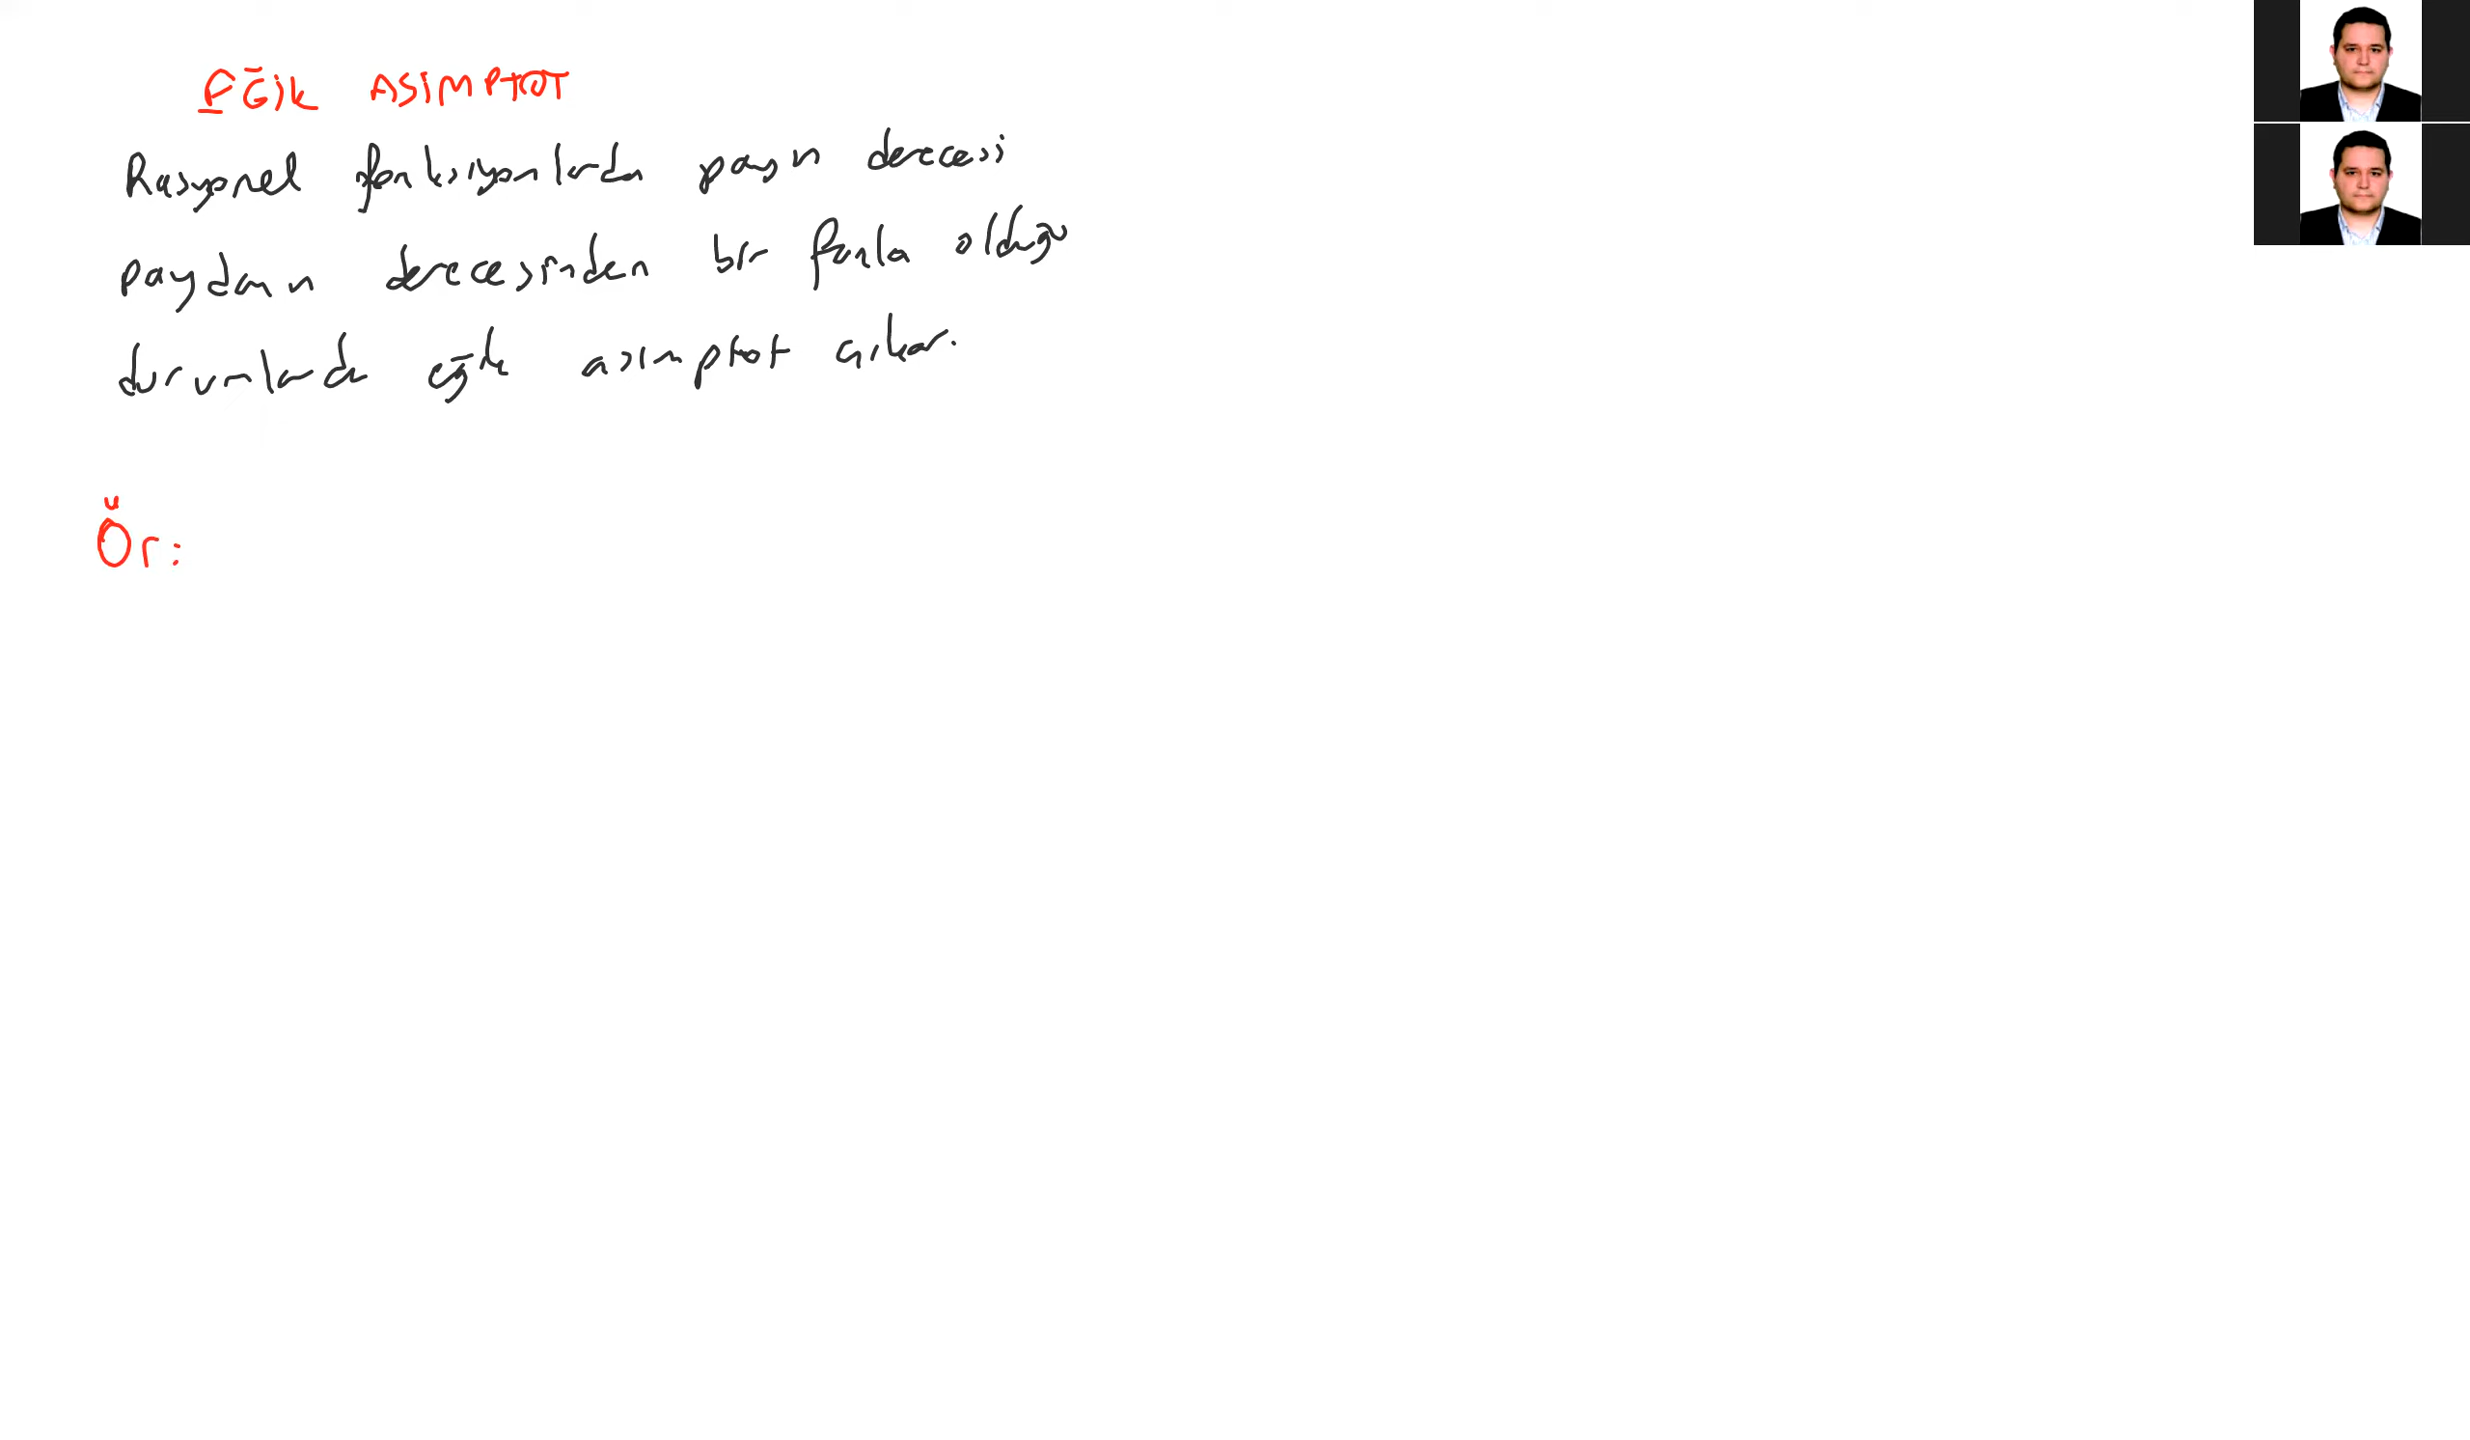 EĞİK ASİMPTOT
Rasyonel fonksiyonlarda payın derecesi
paydanın derecesinden bir fazla olduğu
durumlarda eğik asimptot çıkar.
Ör: